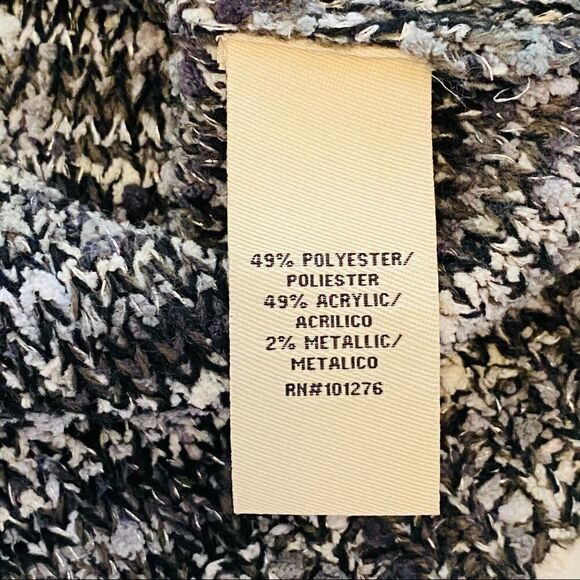 49% POLYESTER/
POLIESTER
49% ACRYLIC/
ACRILICO
2% METALLIC/
METALICO
RN#101276